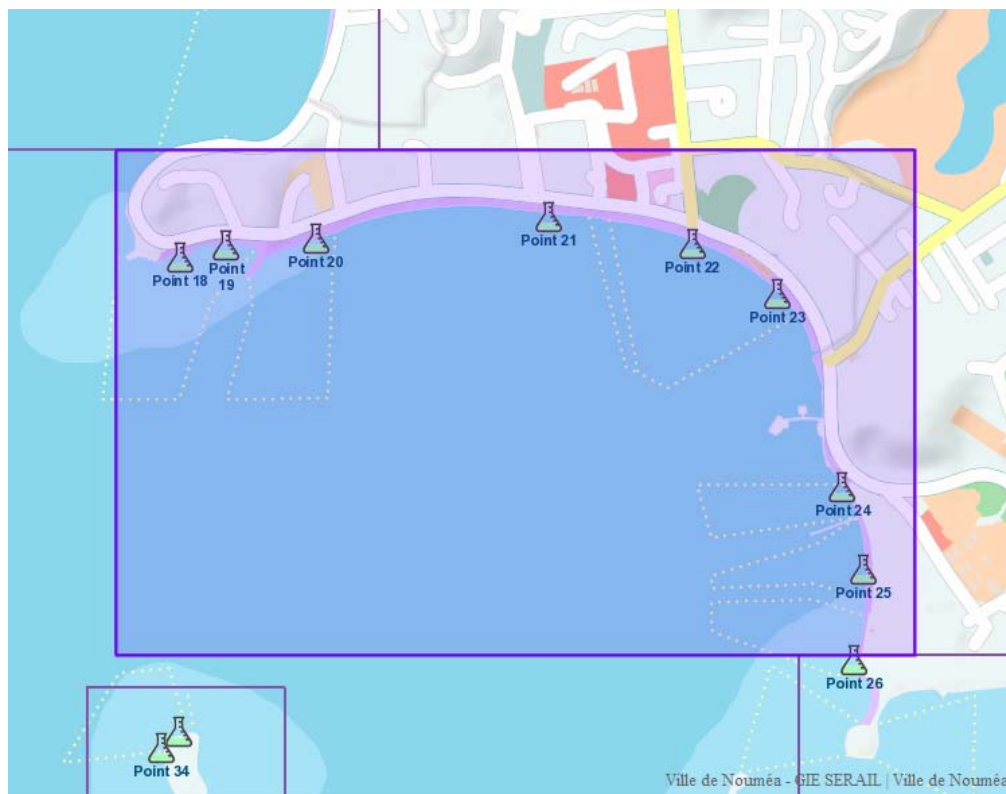 Point 18
Point
19
Point 20
Point 21
Point 22
Point 23
Point 24
Point 25
Point 26
Point 34
Ville de Nouméa - GIE SERAIL | Ville de Nouméa